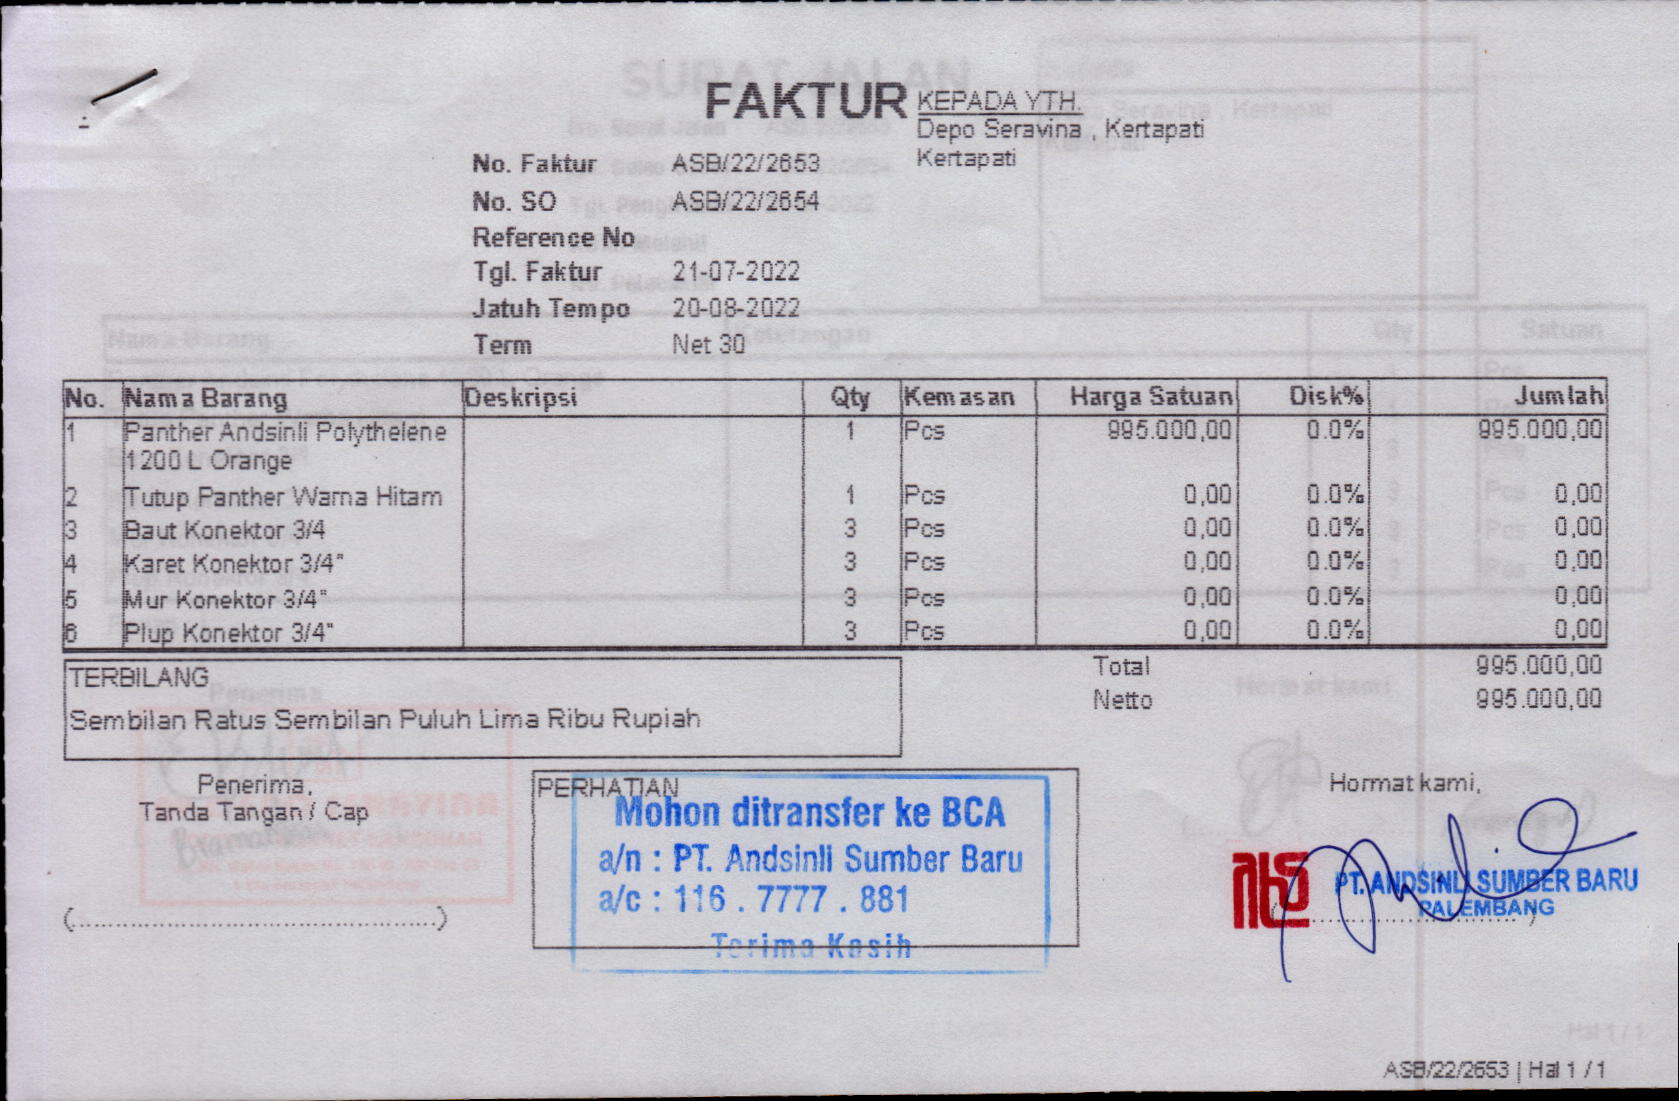 FAKTUR
KEPADA YTH.
Depo Seravina , Kertapati
Kertapati
No. Faktur ASB/22/2653
No. SO ASB/22/2654
Reference No
Tgl. Faktur 21-07-2022
Jatuh Tempo 20-08-2022
Term Net 30
No. Nama Barang Deskripsi Qty Kemasan Harga Satuan Disk% Jumlah
1 Panther Andsinli Polythelene 1 Pcs 995.000,00 0.0% 995.000,00
1200 L Orange
2 Tutup Panther Warna Hitam 1 Pcs 0,00 0.0% 0,00
3 Baut Konektor 3/4 3 Pcs 0,00 0.0% 0,00
4 Karet Konektor 3/4" 3 Pcs 0,00 0.0% 0,00
5 Mur Konektor 3/4" 3 Pcs 0,00 0.0% 0,00
6 Plup Konektor 3/4" 3 Pcs 0,00 0.0% 0,00
Total 995.000,00
Netto 995.000,00
TERBILANG
Sembilan Ratus Sembilan Puluh Lima Ribu Rupiah
Penerima,
Tanda Tangan / Cap
(................................................)
PERHATIAN
Mohon ditransfer ke BCA
a/n : PT. Andsinli Sumber Baru
a/c : 116 . 7777 . 881
Terima Kasih
Hormat kami,
PT. ANDSINLI SUMBER BARU
PALEMBANG
ASB/22/2653 | Hal 1 / 1